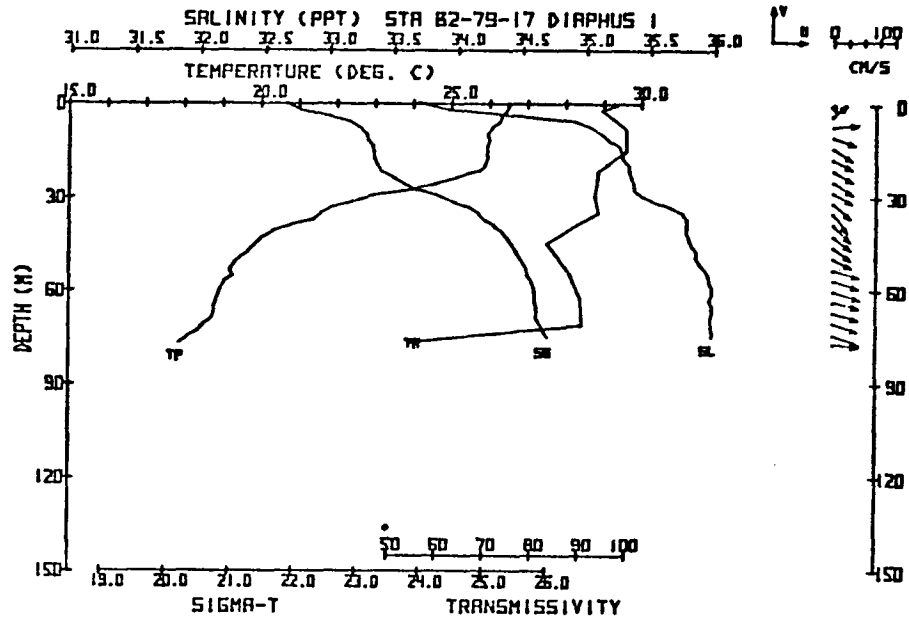 SALINITY (PPT) STA 82-79-17 DIAPHUS 1
V
31.0 31.5 32.0 32.5 33.0 33.5 34.0 34.5 35.0 35.5 36.0
U
0 100
CM/S
TEMPERATURE (DEG. C)
15.0 20.0 25.0 30.0
0 0
30 30
60 60
DEPTH (M)
TP TR SG SL
90 90
120 120
50 60 70 80 90 100
150 150
19.0 20.0 21.0 22.0 23.0 24.0 25.0 26.0
SIGMA-T TRANSMISSIVITY